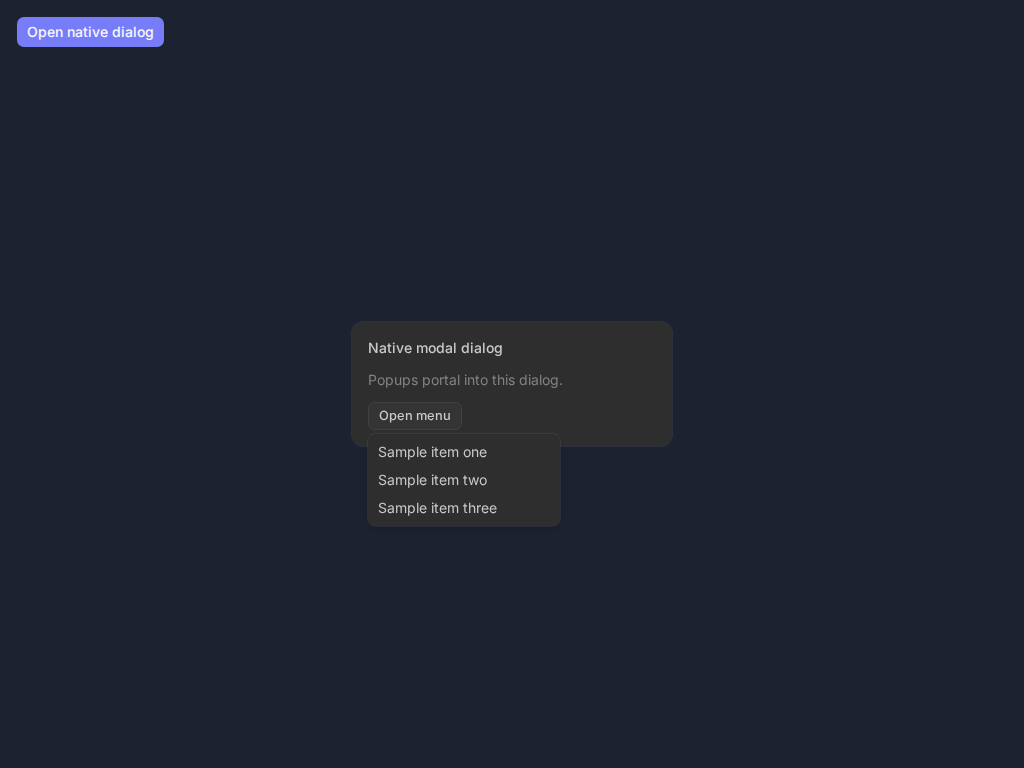 Open native dialog
Native modal dialog
Popups portal into this dialog.
Open menu
Sample item one
Sample item two
Sample item three